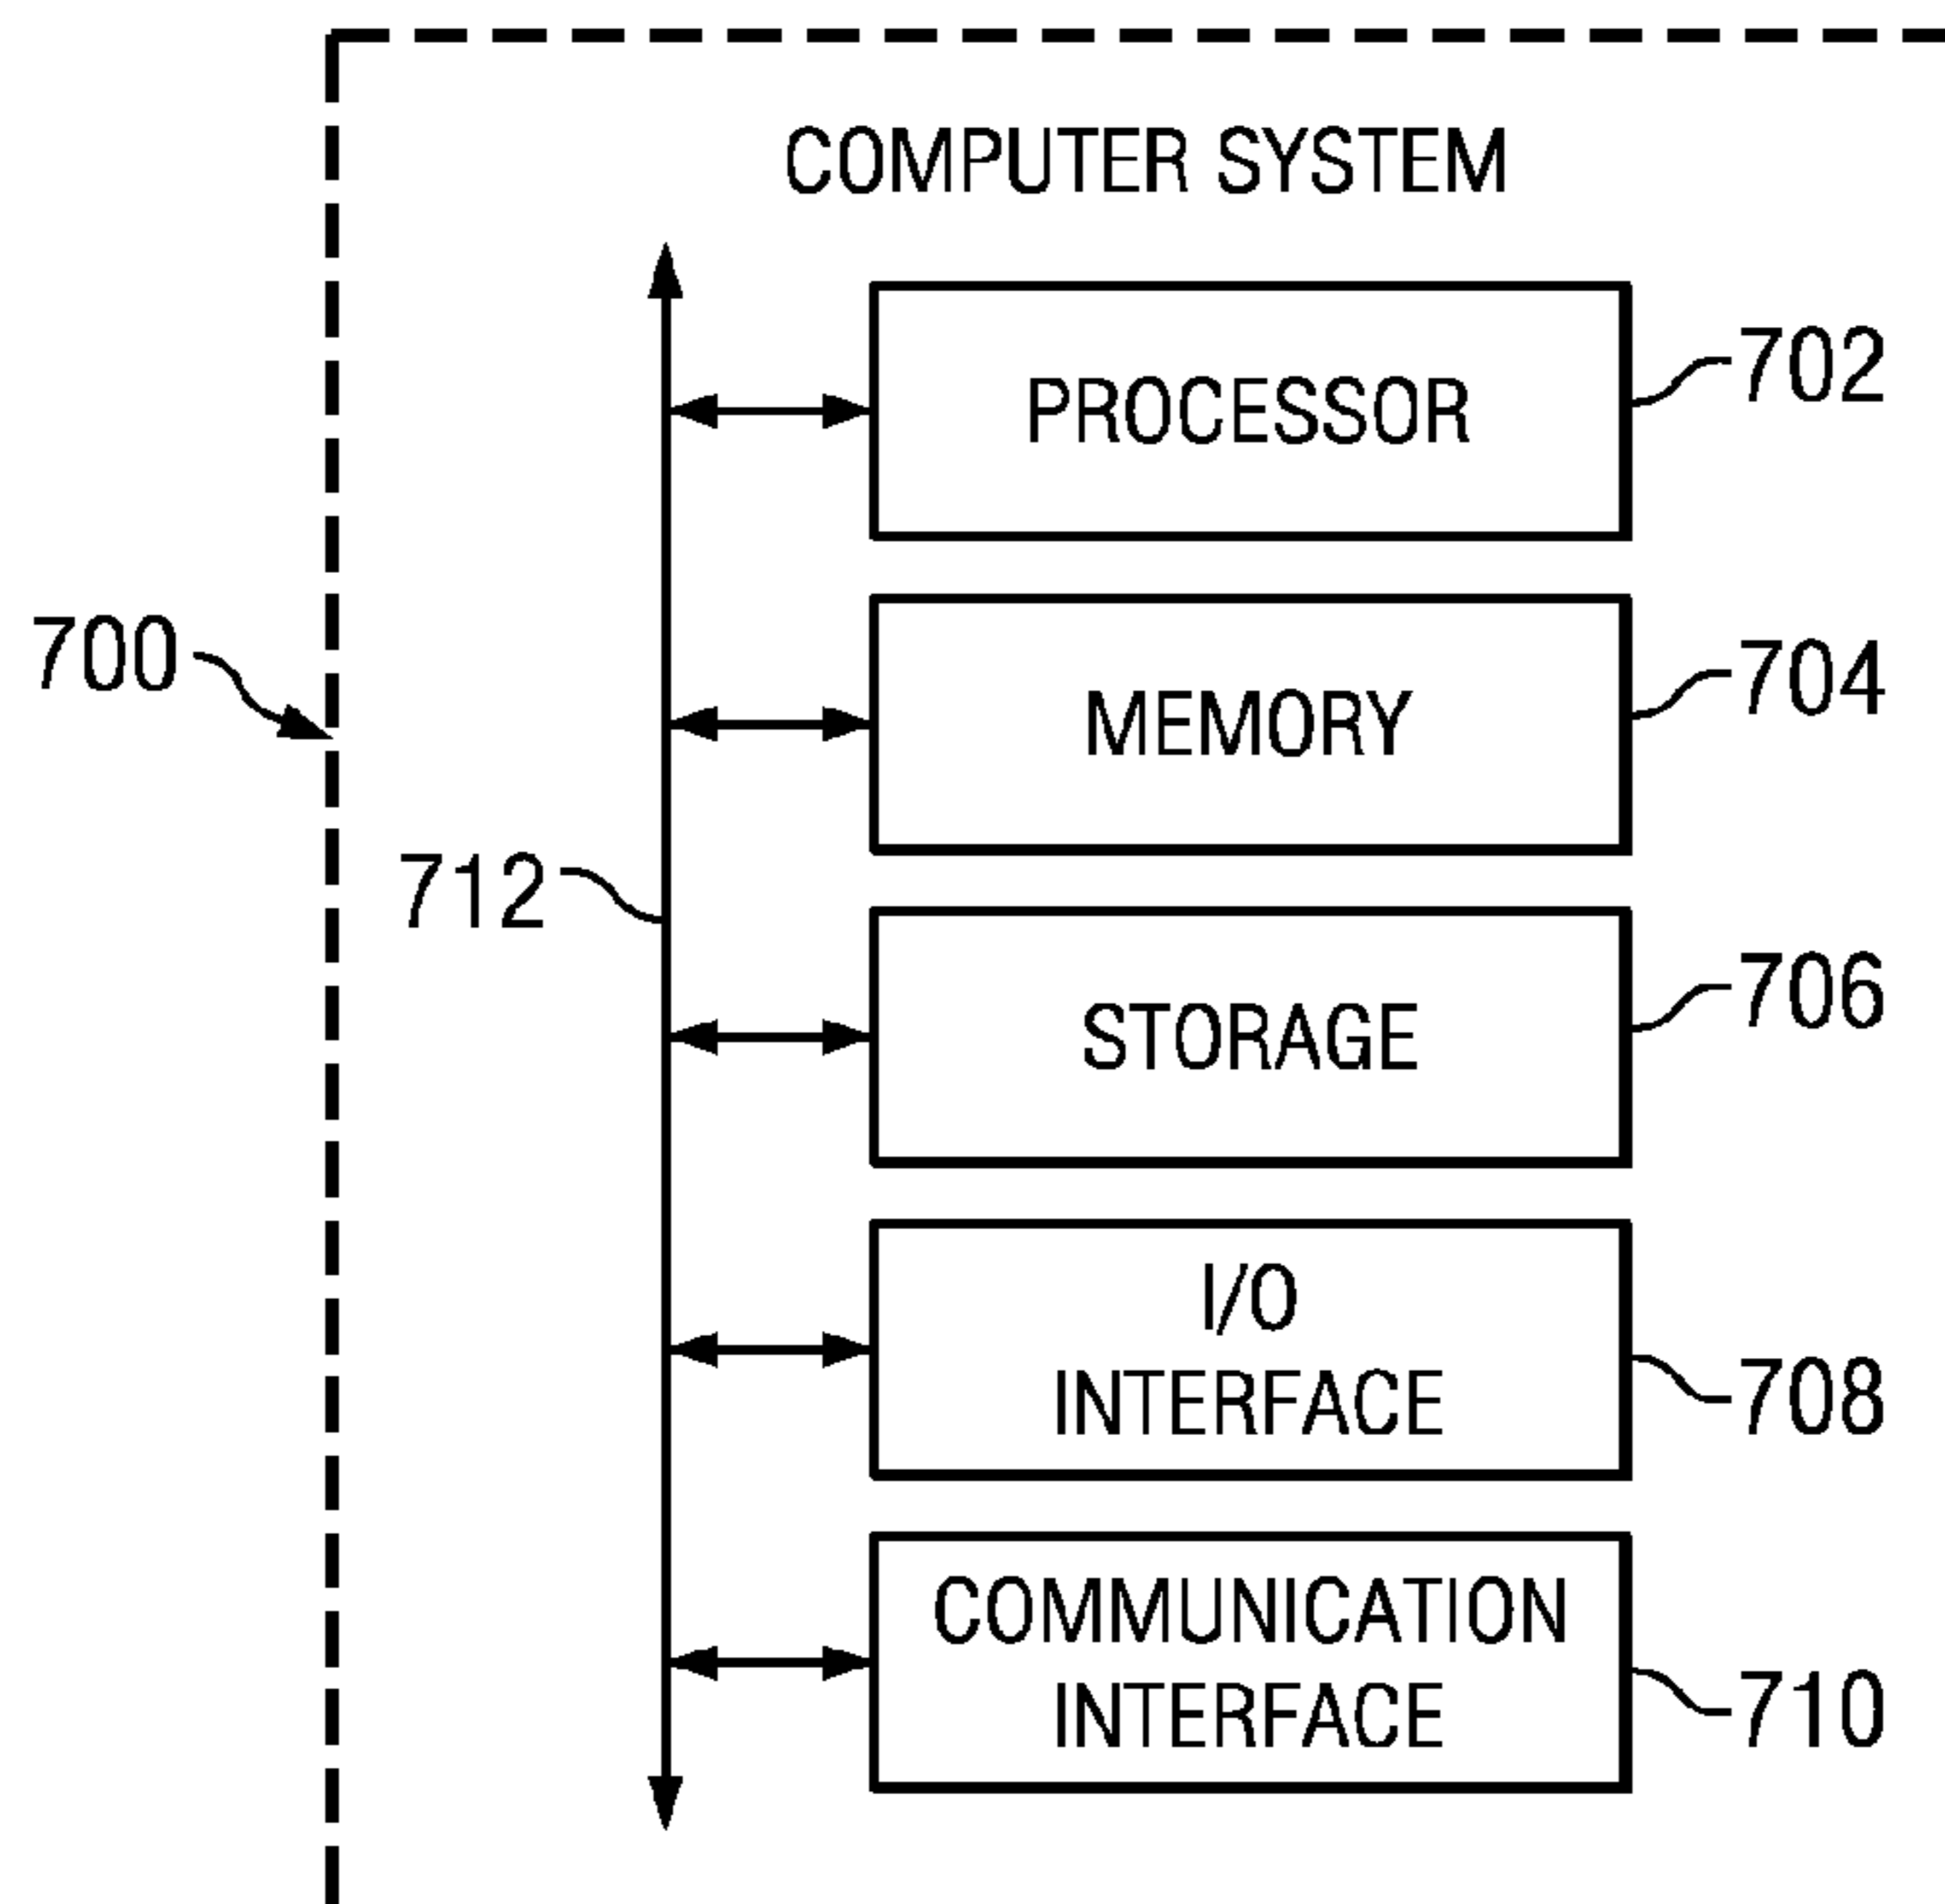 COMPUTER SYSTEM
PROCESSOR
702
700
MEMORY
704
712
STORAGE
706
I/O
INTERFACE
708
COMMUNICATION
INTERFACE
710